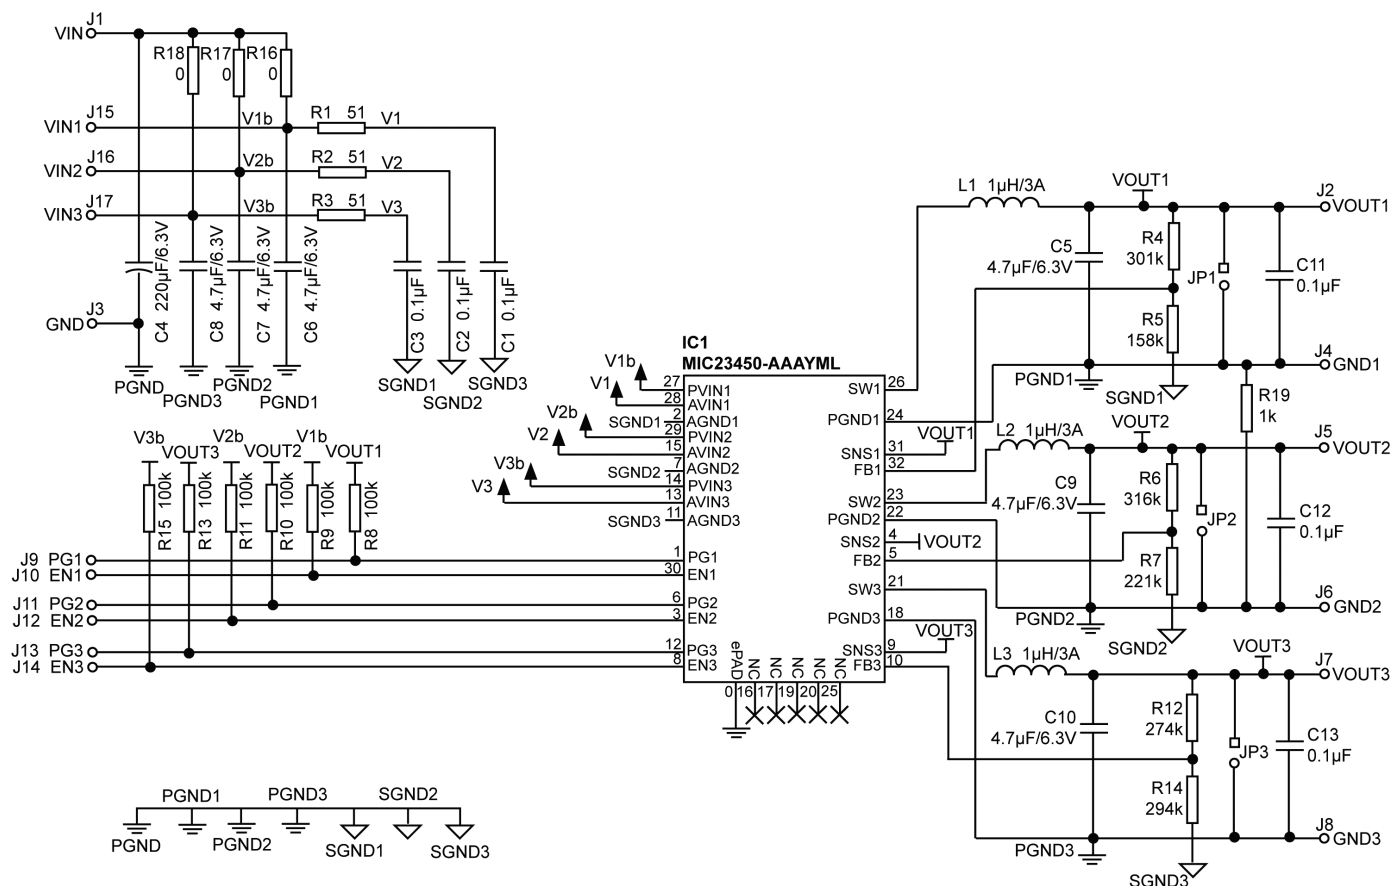 J1
VIN
R18 0
R17 0
R16 0
J15
VIN1
V1b
R1 51
V1
J16
VIN2
V2b
R2 51
V2
J17
VIN3
V3b
R3 51
V3
C4 220µF/6.3V
C8 4.7µF/6.3V
C7 4.7µF/6.3V
C6 4.7µF/6.3V
C3 0.1µF
C2 0.1µF
C1 0.1µF
J3
GND
PGND
PGND3
PGND2
PGND1
SGND1
SGND2
SGND3
V3b
VOUT3
V2b
VOUT2
V1b
VOUT1
R15 100k
R13 100k
R11 100k
R10 100k
R9 100k
R8 100k
J9 PG1
J10 EN1
J11 PG2
J12 EN2
J13 PG3
J14 EN3
IC1
MIC23450-AAAYML
V1b
27 PVIN1
V1
28 AVIN1
SGND1
2 AGND1
V2b
29 PVIN2
V2
15 AVIN2
SGND2
7 AGND2
V3b
14 PVIN3
V3
13 AVIN3
SGND3
11 AGND3
1 PG1
30 EN1
6 PG2
3 EN2
12 PG3
8 EN3
ePAD
NC
NC
NC
NC
NC
0 16 17 19 20 25
SW1 26
PGND1 24
SNS1 31
VOUT1
FB1 32
SW2 23
PGND2 22
SNS2 4
VOUT2
FB2 5
SW3 21
PGND3 18
SNS3 9
VOUT3
FB3 10
L1 1µH/3A
VOUT1
J2
VOUT1
C5
4.7µF/6.3V
R4
301k
JP1
C11
0.1µF
R5
158k
PGND1
SGND1
J4
GND1
R19
1k
L2 1µH/3A
VOUT2
J5
VOUT2
C9
4.7µF/6.3V
R6
316k
JP2
C12
0.1µF
R7
221k
PGND2
SGND2
J6
GND2
L3 1µH/3A
VOUT3
J7
VOUT3
C10
4.7µF/6.3V
R12
274k
JP3
C13
0.1µF
R14
294k
PGND3
SGND3
J8
GND3
PGND1
PGND3
SGND2
PGND
PGND2
SGND1
SGND3